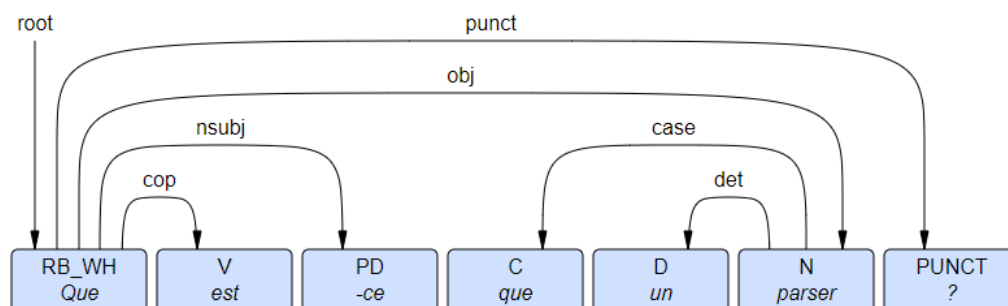 root punct
obj
nsubj case
cop det
RB_WH V PD C D N PUNCT
Que est -ce que un parser ?